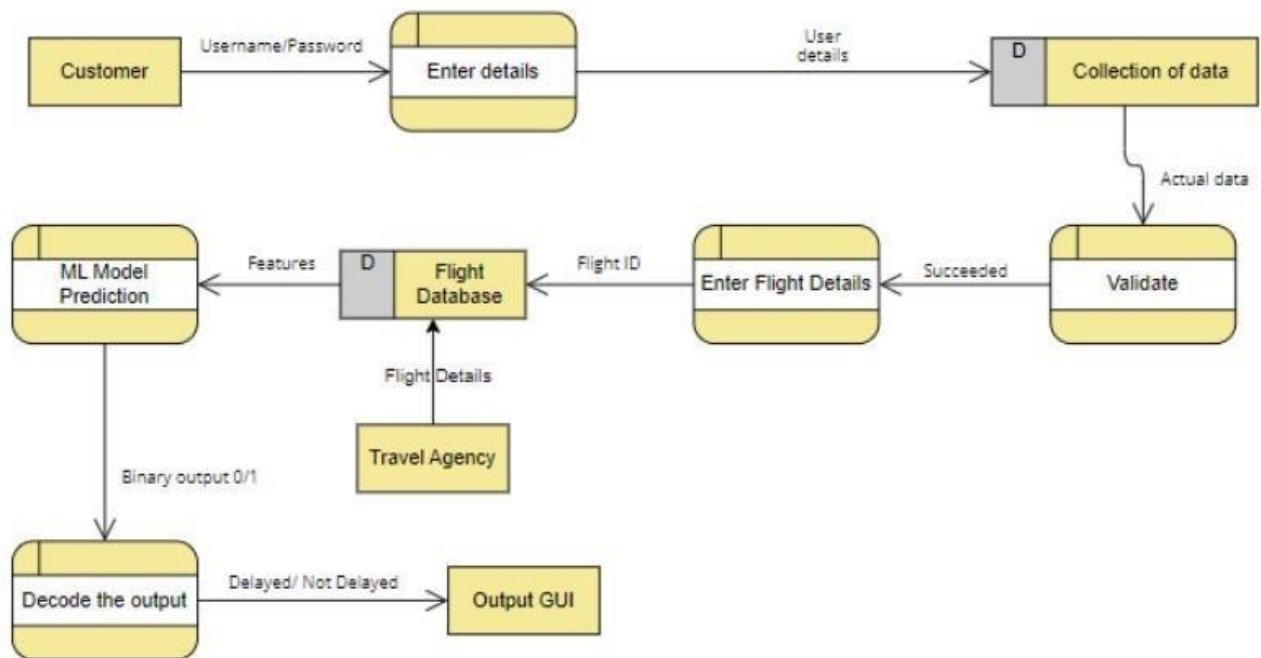 Customer
Username/Password
Enter details
User
details
D
Collection of data
Actual data
Validate
Succeeded
Enter Flight Details
Flight ID
D
Flight
Database
Features
ML Model
Prediction
Flight Details
Travel Agency
Binary output 0/1
Decode the output
Delayed/ Not Delayed
Output GUI